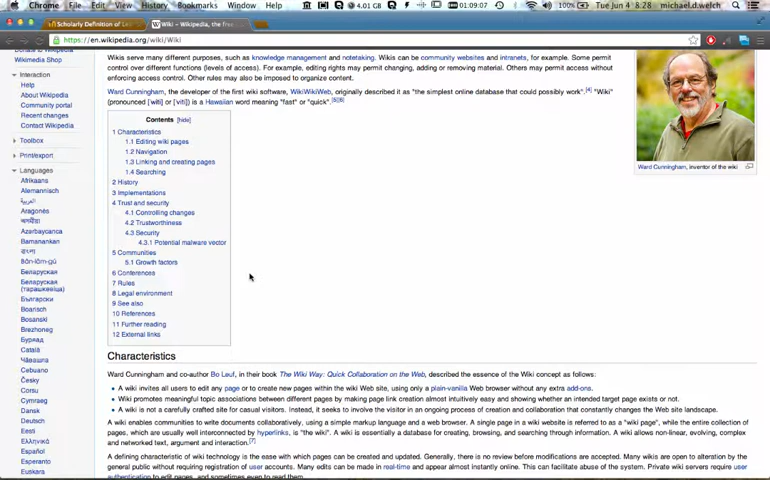 Chrome File Edit View History Bookmarks Window Help 4.01 GB 01:09:07 100% Tue Jun 4 8:28 michael.d.welch
Scholarly Definition of Le
Wiki – Wikipedia, the free
https://en.wikipedia.org/wiki/Wiki
Wikimedia Shop
Interaction
Help
About Wikipedia
Community portal
Recent changes
Contact Wikipedia
Toolbox
Print/export
Languages
Afrikaans
Alemannisch
العربية
Aragonés
অসমীয়া
Azərbaycanca
Bamanankan
বাংলা
Bân-lâm-gú
Беларуская
Беларуская
(тарашкевіца)
Български
Boarisch
Bosanski
Brezhoneg
Буряад
Català
Чӑвашла
Cebuano
Česky
Corsu
Cymraeg
Dansk
Deutsch
Eesti
Ελληνικά
Español
Esperanto
Euskara
Wikis serve many different purposes, such as knowledge management and notetaking. Wikis can be community websites and intranets, for example. Some permit
control over different functions (levels of access). For example, editing rights may permit changing, adding or removing material. Others may permit access without
enforcing access control. Other rules may also be imposed to organize content.
Ward Cunningham, the developer of the first wiki software, WikiWikiWeb, originally described it as "the simplest online database that could possibly work".[4] "Wiki"
(pronounced [ˈwiti] or [ˈviti]) is a Hawaiian word meaning "fast" or "quick".[5][6]
Ward Cunningham, inventor of the wiki
Contents [hide]
1 Characteristics
1.1 Editing wiki pages
1.2 Navigation
1.3 Linking and creating pages
1.4 Searching
2 History
3 Implementations
4 Trust and security
4.1 Controlling changes
4.2 Trustworthiness
4.3 Security
4.3.1 Potential malware vector
5 Communities
5.1 Growth factors
6 Conferences
7 Rules
8 Legal environment
9 See also
10 References
11 Further reading
12 External links
Characteristics
Ward Cunningham and co-author Bo Leuf, in their book The Wiki Way: Quick Collaboration on the Web, described the essence of the Wiki concept as follows:
A wiki invites all users to edit any page or to create new pages within the wiki Web site, using only a plain-vanilla Web browser without any extra add-ons.
Wiki promotes meaningful topic associations between different pages by making page link creation almost intuitively easy and showing whether an intended target page exists or not.
A wiki is not a carefully crafted site for casual visitors. Instead, it seeks to involve the visitor in an ongoing process of creation and collaboration that constantly changes the Web site landscape.
A wiki enables communities to write documents collaboratively, using a simple markup language and a web browser. A single page in a wiki website is referred to as a "wiki page", while the entire collection of
pages, which are usually well interconnected by hyperlinks, is "the wiki". A wiki is essentially a database for creating, browsing, and searching through information. A wiki allows non-linear, evolving, complex
and networked text, argument and interaction.[7]
A defining characteristic of wiki technology is the ease with which pages can be created and updated. Generally, there is no review before modifications are accepted. Many wikis are open to alteration by the
general public without requiring registration of user accounts. Many edits can be made in real-time and appear almost instantly online. This can facilitate abuse of the system. Private wiki servers require user
authentication to edit pages, and sometimes even to read them.